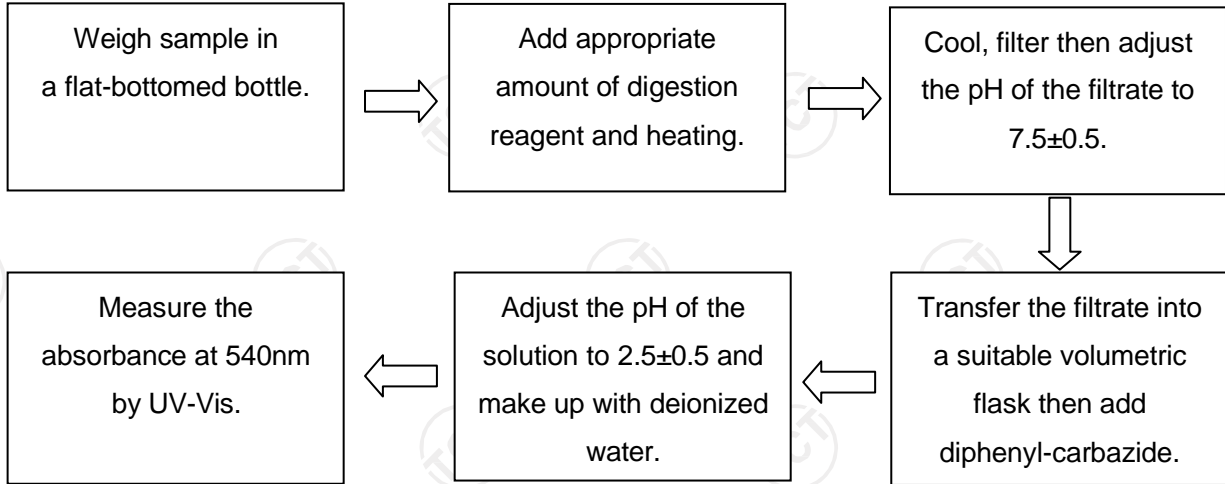 Weigh sample in
a flat-bottomed bottle.
Add appropriate
amount of digestion
reagent and heating.
Cool, filter then adjust
the pH of the filtrate to
7.5±0.5.
Transfer the filtrate into
a suitable volumetric
flask then add
diphenyl-carbazide.
Adjust the pH of the
solution to 2.5±0.5 and
make up with deionized
water.
Measure the
absorbance at 540nm
by UV-Vis.